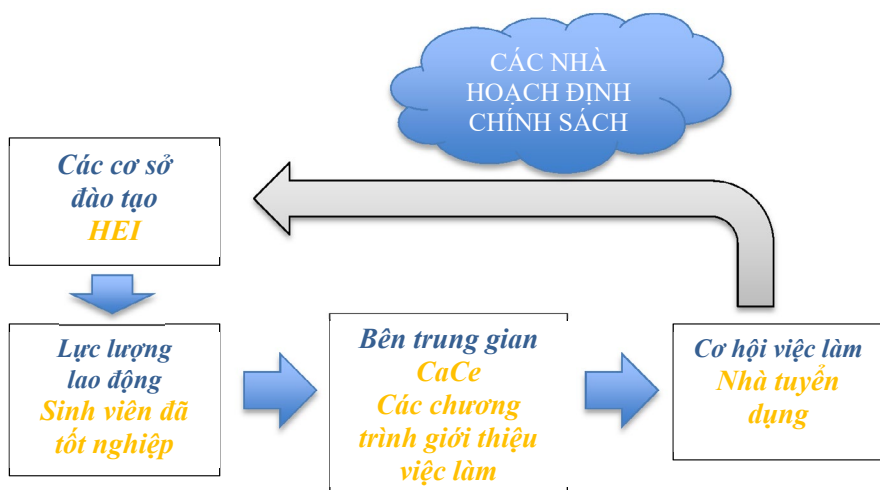 CÁC NHÀ
HOẠCH ĐỊNH
CHÍNH SÁCH
Các cơ sở
đào tạo
HEI
Lực lượng
lao động
Sinh viên đã
tốt nghiệp
Bên trung gian
CaCe
Các chương
trình giới thiệu
việc làm
Cơ hội việc làm
Nhà tuyển
dụng